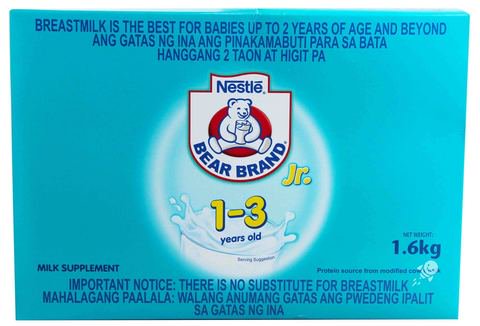 BREASTMILK IS THE BEST FOR BABIES UP TO 2 YEARS OF AGE AND BEYOND
ANG GATAS NG INA ANG PINAKAMABUTI PARA SA BATA
HANGGANG 2 TAON AT HIGIT PA
Nestlé
BEAR BRAND
Jr.
1-3
years old
Serving Suggestion
NET WEIGHT:
1.6kg
MILK SUPPLEMENT
Protein source from modified
IMPORTANT NOTICE: THERE IS NO SUBSTITUTE FOR BREASTMILK
MAHALAGANG PAALALA: WALANG ANUMANG GATAS ANG PWEDENG IPALIT
SA GATAS NG INA